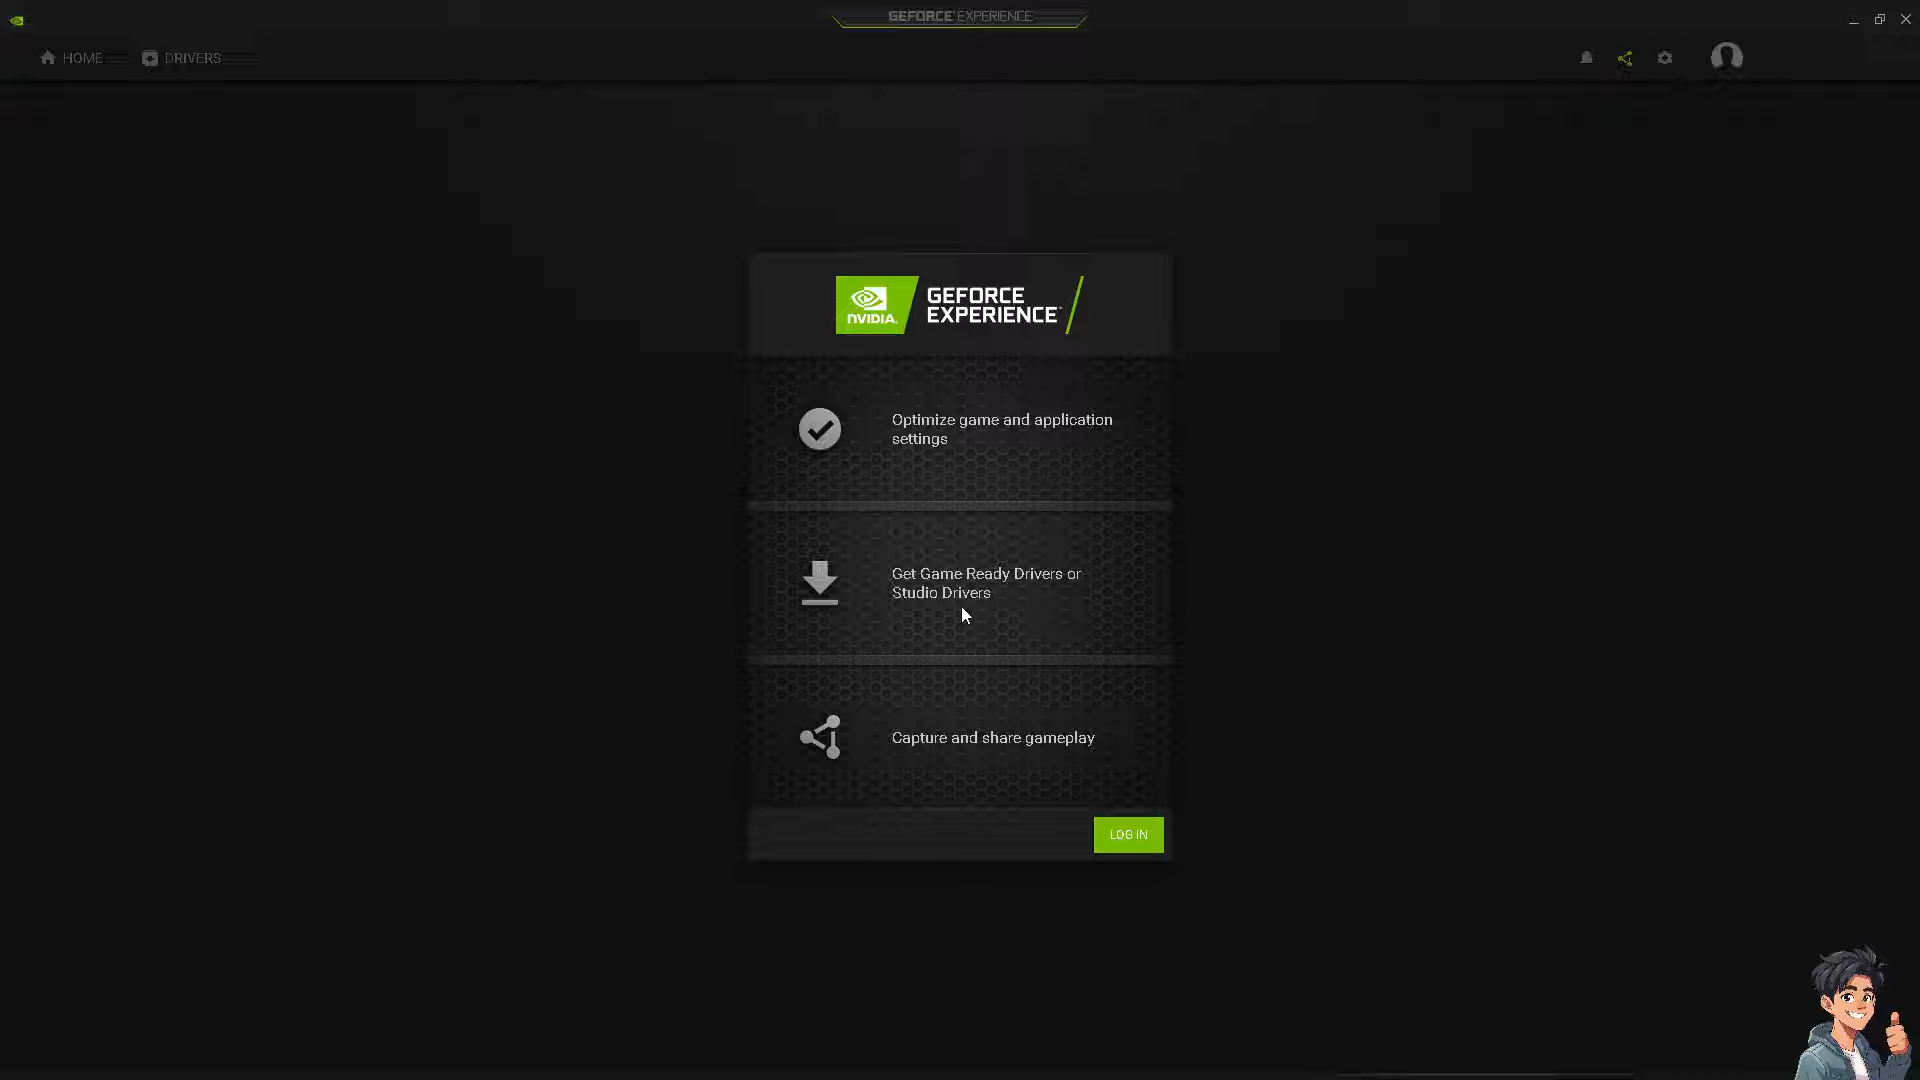 GEFORCE EXPERIENCE
HOME
DRIVERS
NVIDIA.
GEFORCE
EXPERIENCE
Optimize game and application
settings
Get Game Ready Drivers or
Studio Drivers
Capture and share gameplay
LOG IN